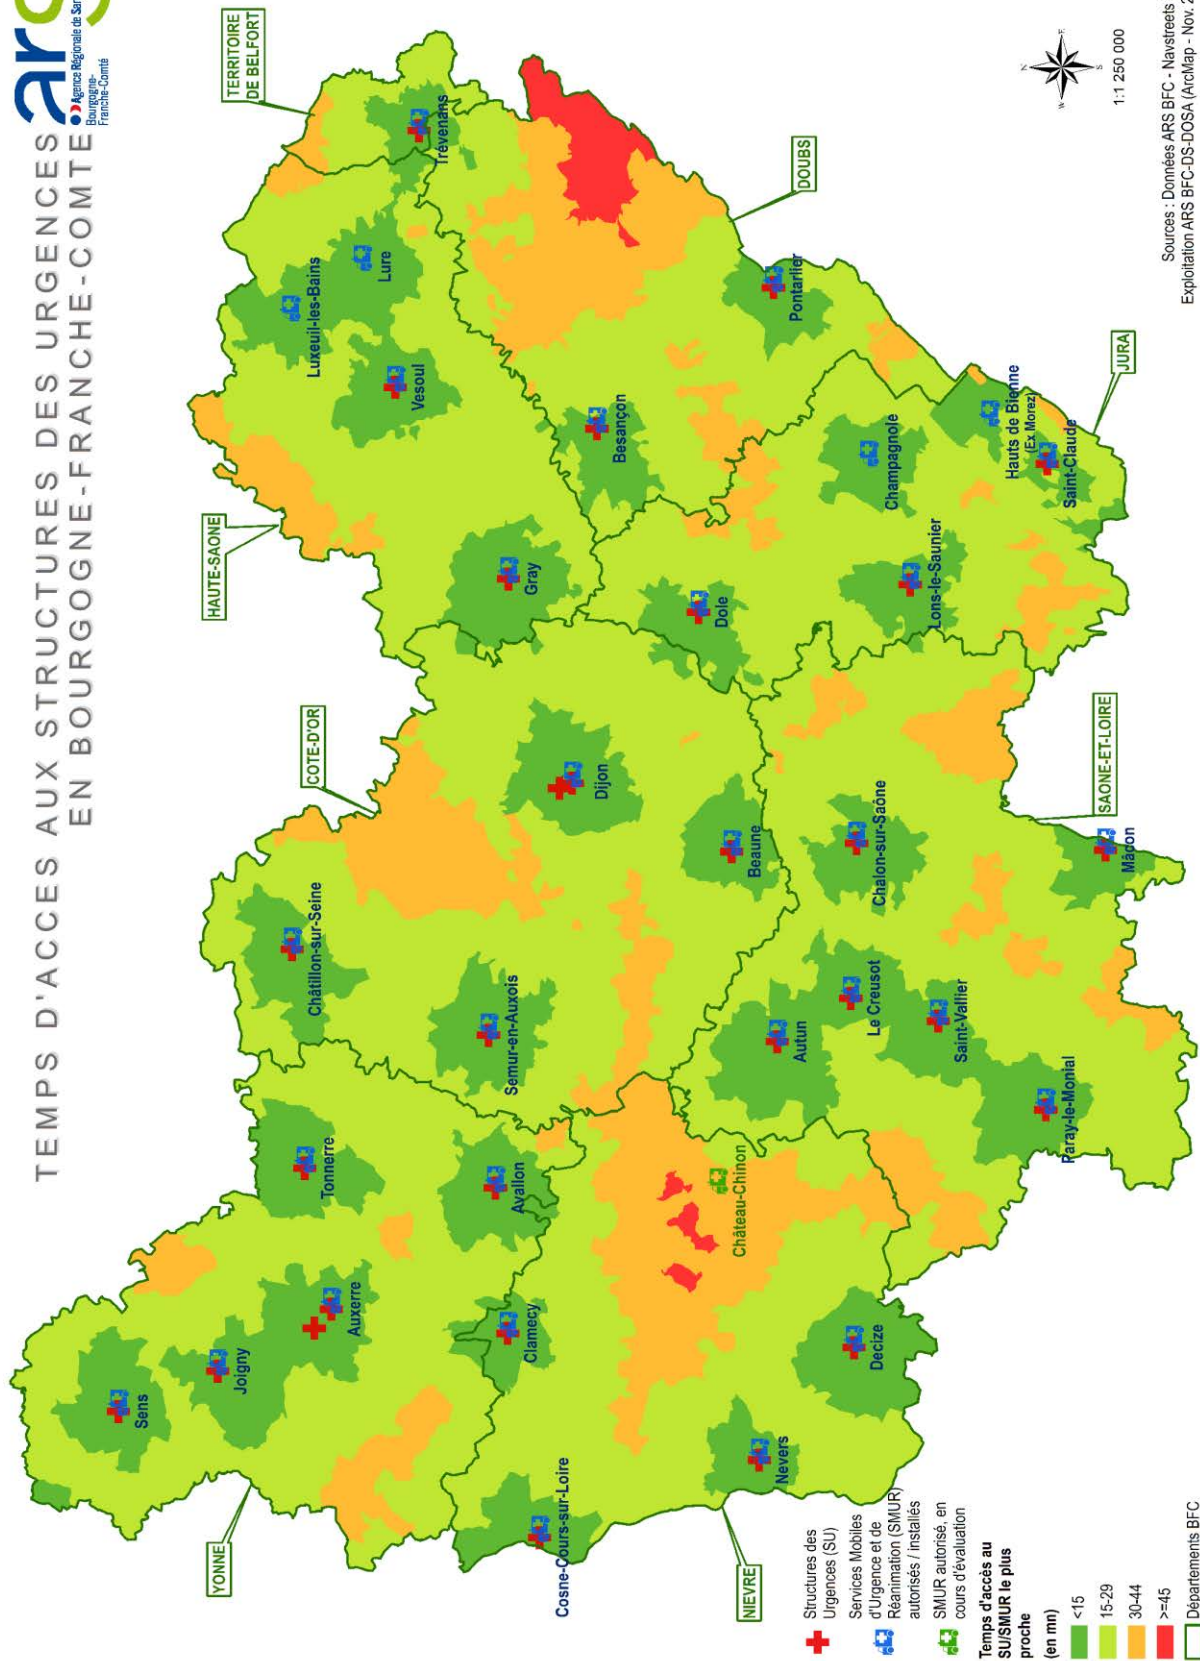 TEMPS D'ACCES AUX STRUCTURES DES URGENCES
EN BOURGOGNE-FRANCHE-COMTE
Agence Régionale de
Bourgogne-
Franche-Comté
YONNE
COTE-D'OR
HAUTE-SAONE
TERRITOIRE
DE BELFORT
DOUBS
JURA
SAONE-ET-LOIRE
NIEVRE
Sens
Joigny
Auxerre
Tonnerre
Avallon
Clamecy
Cosne-Cours-sur-Loire
Nevers
Decize
Château-Chinon
Châtillon-sur-Seine
Semur-en-Auxois
Dijon
Beaune
Autun
Le Creusot
Saint-Vallier
Paray-le-Monial
Chalon-sur-Saône
Mâcon
Gray
Vesoul
Luxeuil-les-Bains
Lure
Trévenans
Besançon
Pontarlier
Dole
Lons-le-Saunier
Champagnole
Hauts de Bienne
(Ex Morez)
Saint-Claude
Structures des
Urgences (SU)
Services Mobiles
d'Urgence et de
Réanimation (SMUR)
autorisés / installés
SMUR autorisé, en
cours d'évaluation
Temps d'accès au
SU/SMUR le plus
proche
(en mn)
<15
15-29
30-44
>=45
Départements BFC
N
E
S
W
1:1 250 000
Sources : Données ARS BFC - Navstreets
Exploitation ARS BFC-DS-DOSA (ArcMap - Nov.